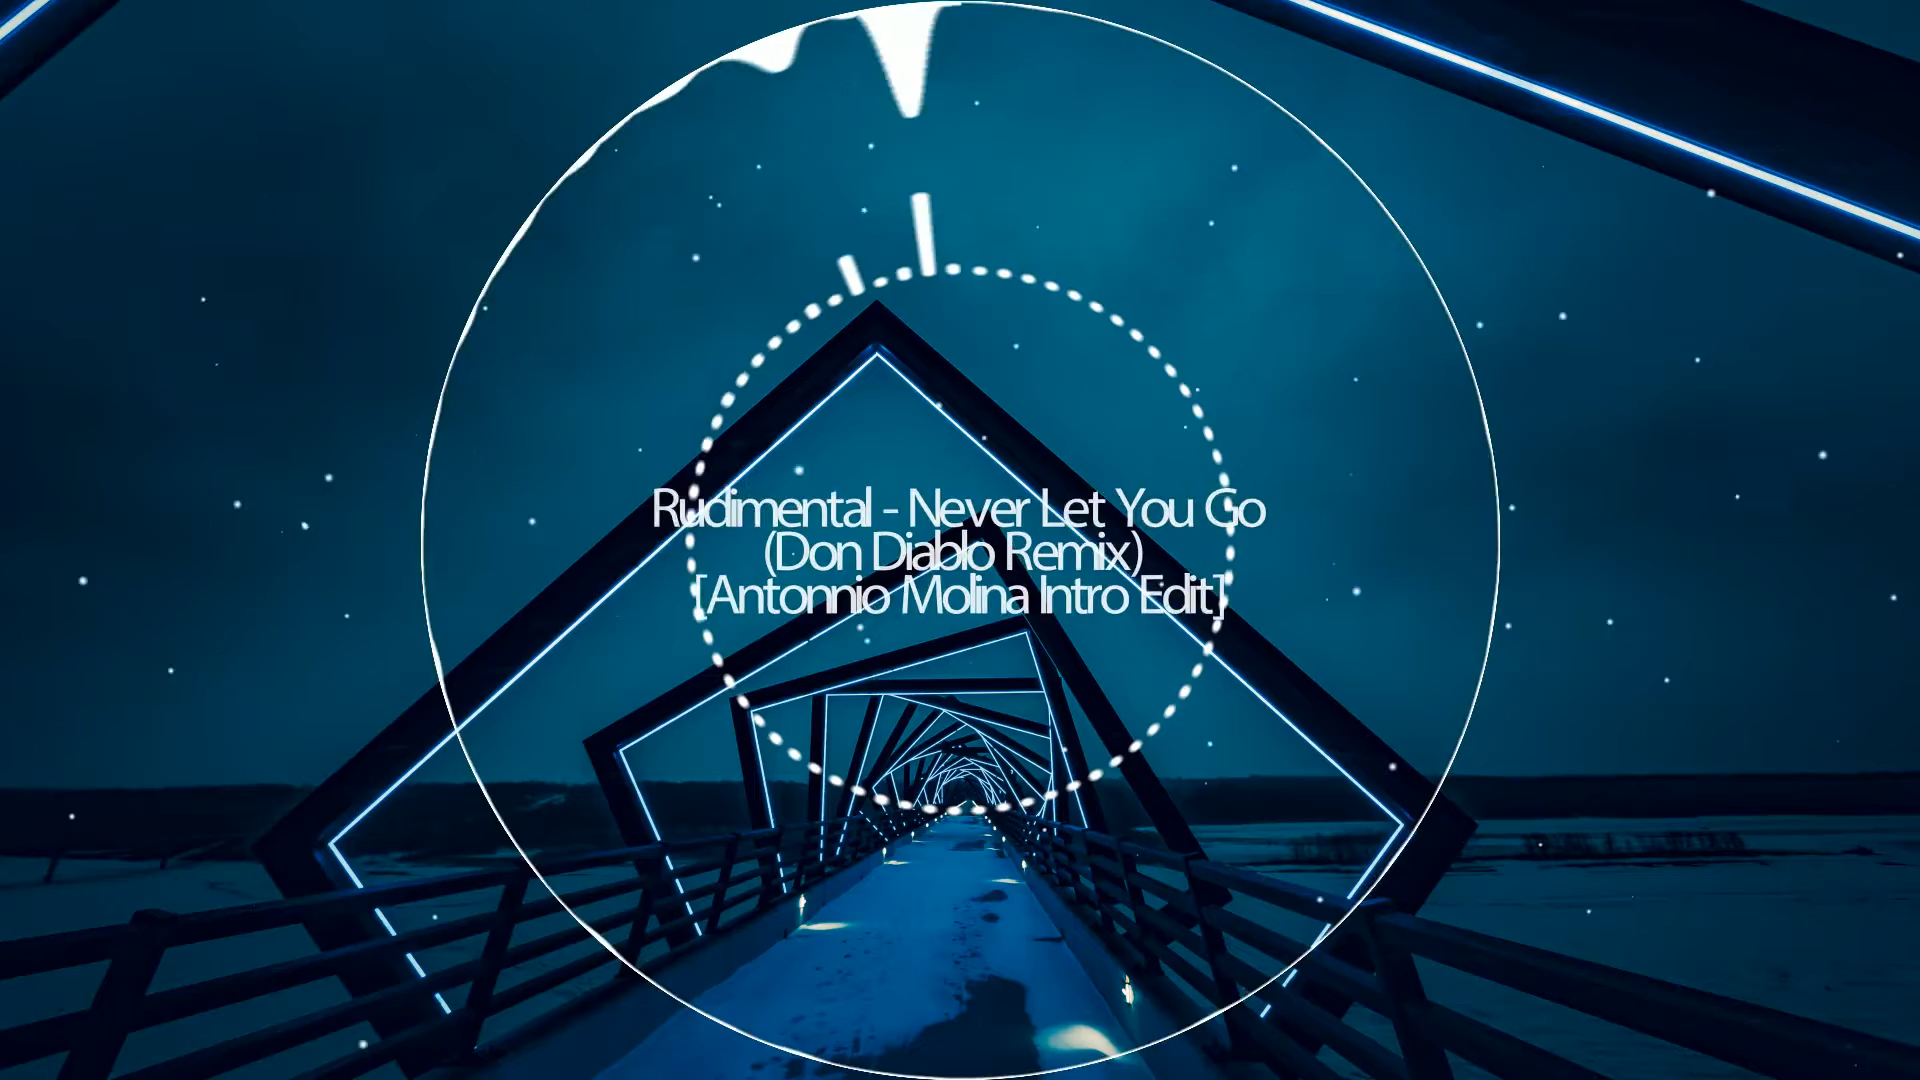 Rudimental - Never Let You Go
(Don Diablo Remix)
[Antonnio Molina Intro Edit]